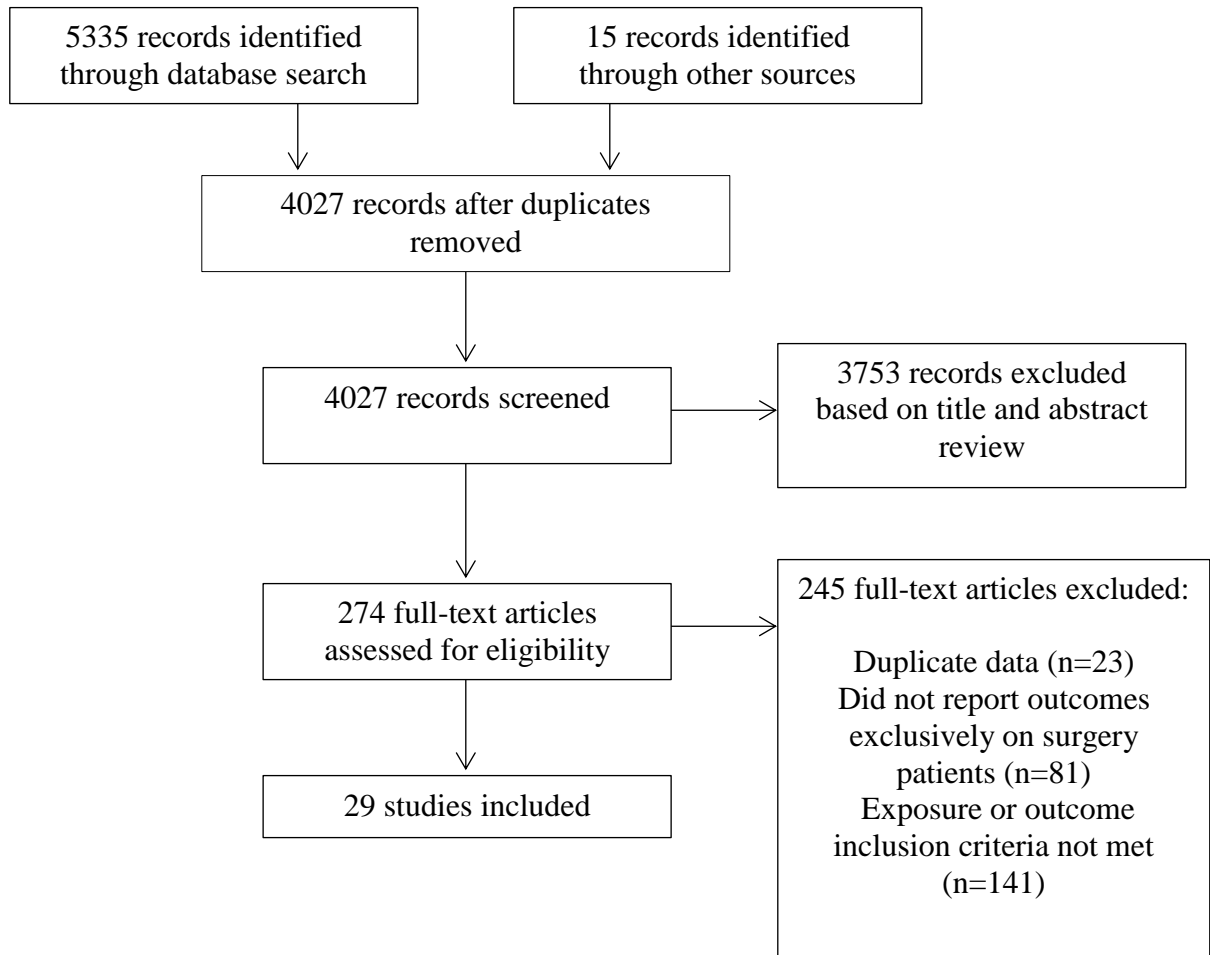 5335 records identified
through database search
15 records identified
through other sources
4027 records after duplicates
removed
4027 records screened
3753 records excluded
based on title and abstract
review
274 full-text articles
assessed for eligibility
245 full-text articles excluded:
Duplicate data (n=23)
Did not report outcomes
exclusively on surgery
patients (n=81)
Exposure or outcome
inclusion criteria not met
(n=141)
29 studies included